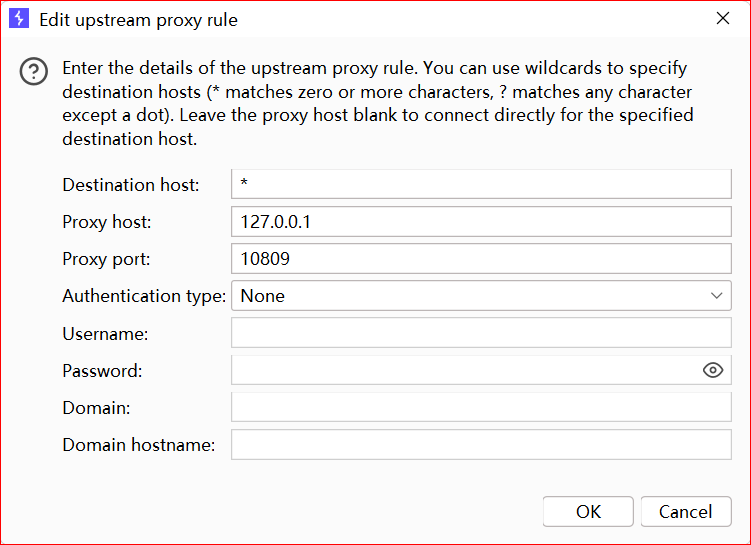 Edit upstream proxy rule
Enter the details of the upstream proxy rule. You can use wildcards to specify
destination hosts (* matches zero or more characters, ? matches any character
except a dot). Leave the proxy host blank to connect directly for the specified
destination host.
Destination host: *
Proxy host: 127.0.0.1
Proxy port: 10809
Authentication type: None
Username:
Password:
Domain:
Domain hostname:
OK Cancel